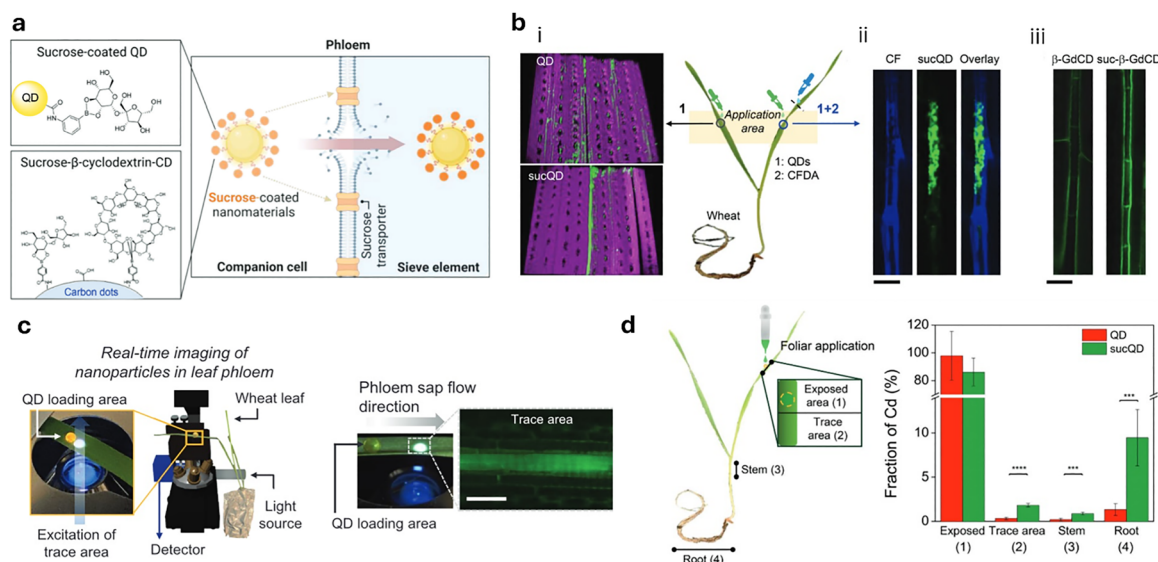 a
Sucrose-coated QD
QD
Sucrose-β-cyclodextrin-CD
Carbon dots
Phloem
Sucrose-coated
nanomaterials
Sucrose
transporter
Companion cell
Sieve element
b
i
QD
sucQD
1
Application
area
1+2
1: QDs
2: CFDA
Wheat
ii
CF sucQD Overlay
iii
β-GdCD suc-β-GdCD
c
Real-time imaging of
nanoparticles in leaf phloem
QD loading area
Wheat leaf
Excitation of
trace area
Detector
Light
source
Phloem sap flow
direction
Trace area
QD loading area
d
Foliar application
Exposed
area (1)
Trace
area (2)
Stem (3)
Root (4)
Fraction of Cd (%)
120
100
80
10
5
0
QD
sucQD
****
***
***
Exposed Trace area Stem Root
(1) (2) (3) (4)